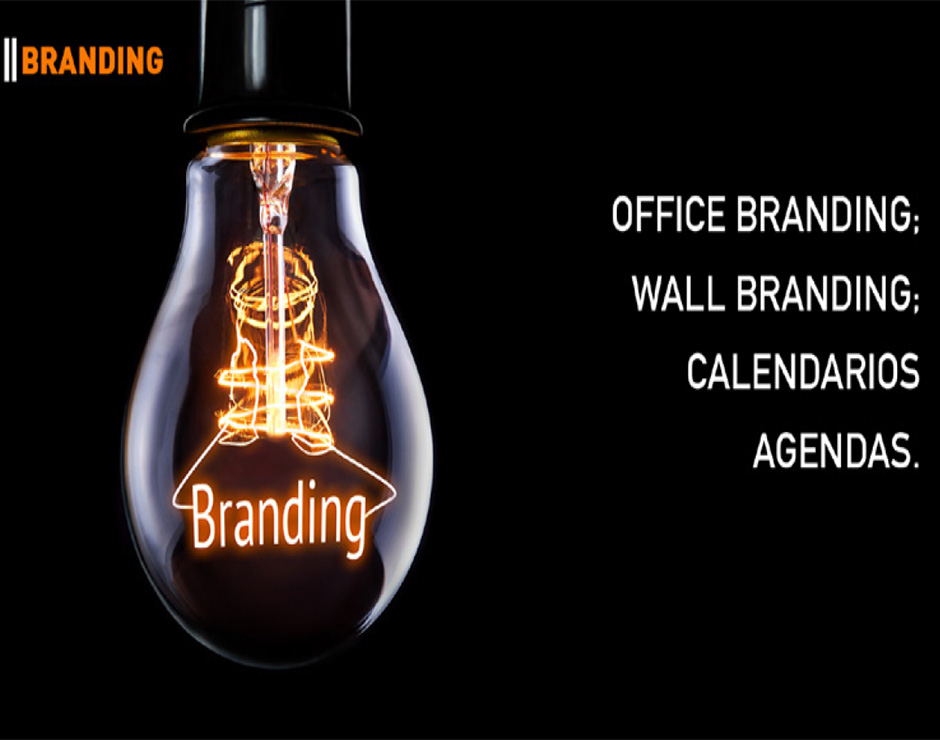 BRANDING
OFFICE BRANDING;
WALL BRANDING;
CALENDARIOS
AGENDAS.
Branding